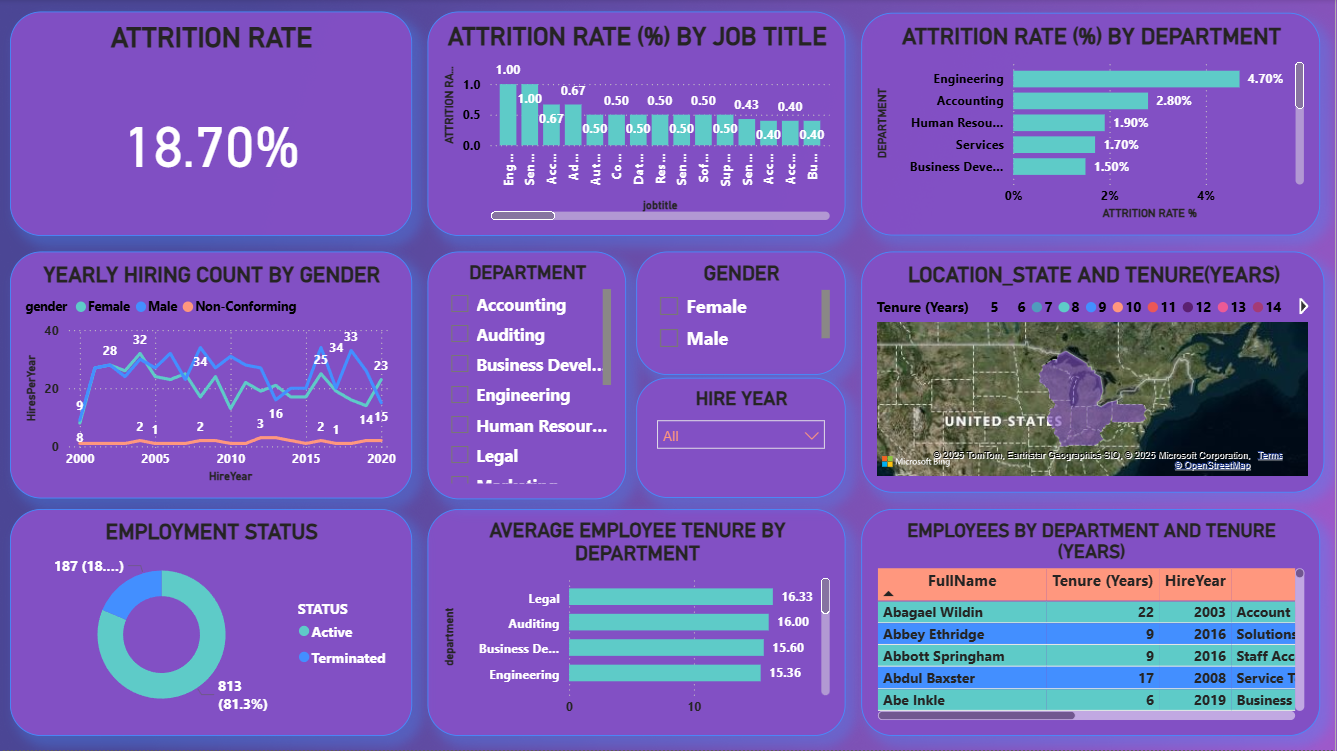 ATTRITION RATE
18.70%
ATTRITION RATE (%) BY JOB TITLE
ATTRITION RA...
1.0
0.5
0.0
1.00
1.00
0.67
0.67
0.50
0.50
0.50
0.50
0.50
0.50
0.50
0.43
0.40
0.40
0.40
Eng...
Sen...
Acc...
Ad...
Aut...
Co...
Dat...
Res...
Sen...
Sof...
Sup...
Sen...
Acc...
Acc...
Bu...
jobtitle
ATTRITION RATE (%) BY DEPARTMENT
DEPARTMENT
Engineering 4.70%
Accounting 2.80%
Human Resou... 1.90%
Services 1.70%
Business Deve... 1.50%
0% 2% 4%
ATTRITION RATE %
YEARLY HIRING COUNT BY GENDER
gender Female Male Non-Conforming
HiresPerYear
40
20
0
9
8
28
32
2
1
34
2
3
16
25
2
34
1
33
14
23
15
2000 2005 2010 2015 2020
HireYear
DEPARTMENT
Accounting
Auditing
Business Devel...
Engineering
Human Resour...
Legal
Marketing
GENDER
Female
Male
HIRE YEAR
All
LOCATION_STATE AND TENURE(YEARS)
Tenure (Years) 5 6 7 8 9 10 11 12 13 14
UNITED STATES
Microsoft Bing
© 2025 TomTom, Earthstar Geographics SIO, © 2025 Microsoft Corporation, Terms
© OpenStreetMap
EMPLOYMENT STATUS
187 (18....)
813
(81.3%)
STATUS
Active
Terminated
AVERAGE EMPLOYEE TENURE BY
DEPARTMENT
department
Legal 16.33
Auditing 16.00
Business De... 15.60
Engineering 15.36
0 10
EMPLOYEES BY DEPARTMENT AND TENURE
(YEARS)
FullName Tenure (Years) HireYear
Abagael Wildin 22 2003 Account
Abbey Ethridge 9 2016 Solutions
Abbott Springham 9 2016 Staff Acc
Abdul Baxster 17 2008 Service T
Abe Inkle 6 2019 Business